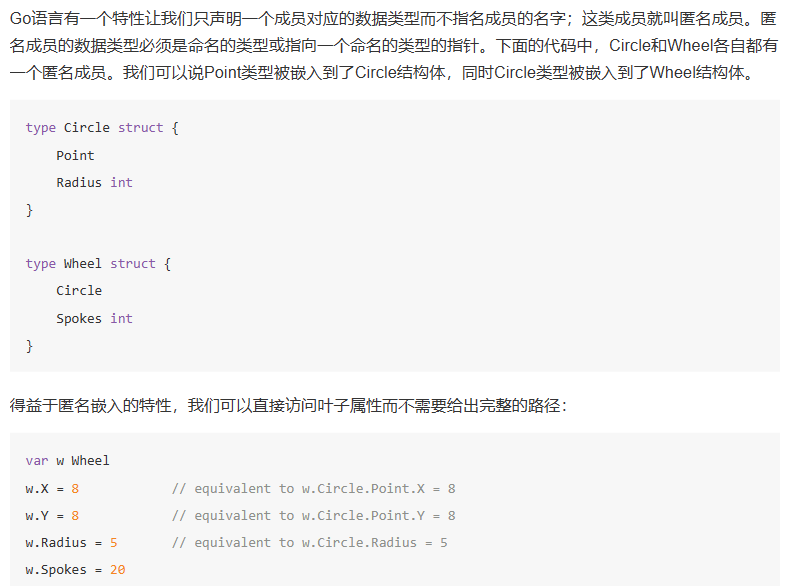 Go语言有一个特性让我们只声明一个成员对应的数据类型而不指名成员的名字；这类成员就叫匿名成员。匿
名成员的数据类型必须是命名的类型或指向一个命名的类型的指针。下面的代码中，Circle和Wheel各自都有
一个匿名成员。我们可以说Point类型被嵌入到了Circle结构体，同时Circle类型被嵌入到了Wheel结构体。
type Circle struct {
    Point
    Radius int
}
type Wheel struct {
    Circle
    Spokes int
}
得益于匿名嵌入的特性，我们可以直接访问叶子属性而不需要给出完整的路径：
var w Wheel
w.X = 8            // equivalent to w.Circle.Point.X = 8
w.Y = 8            // equivalent to w.Circle.Point.Y = 8
w.Radius = 5       // equivalent to w.Circle.Radius = 5
w.Spokes = 20